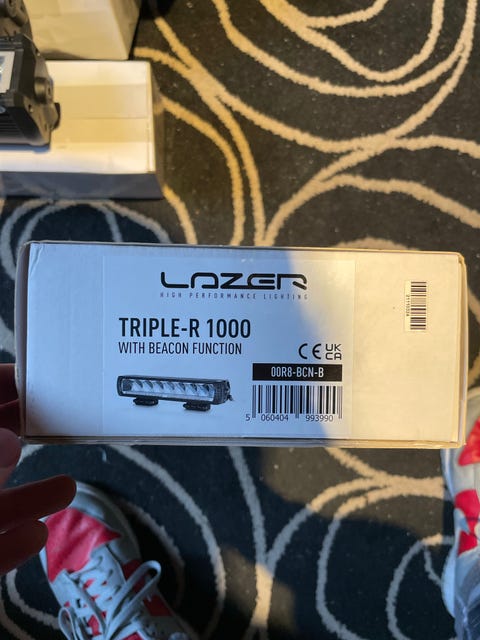 LAZER
HIGH PERFORMANCE LIGHTING
TRIPLE-R 1000
WITH BEACON FUNCTION
CE UK CA
00R8-BCN-B
5 060404 993990